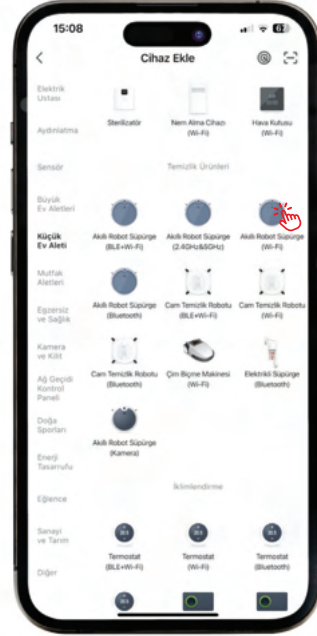 15:08
Cihaz Ekle
Elektrik
Ustası
Aydınlatma
Sensör
Büyük
Ev Aletleri
Küçük
Ev Aleti
Mutfak
Aletleri
Egzersiz
ve Sağlık
Kamera
ve Kilit
Ağ Geçidi
Kontrol
Paneli
Doğa
Sporları
Enerji
Tasarrufu
Eğlence
Sanayi
ve Tarım
Diğer
Sterilizatör
Nem Alma Cihazı
(Wi-Fi)
Hava Kutusu
(Wi-Fi)
Temizlik Ürünleri
Akıllı Robot Süpürge
(BLE+Wi-Fi)
Akıllı Robot Süpürge
(2.4GHz&5GHz)
Akıllı Robot Süpürge
(Wi-Fi)
Akıllı Robot Süpürge
(Bluetooth)
Cam Temizlik Robotu
(BLE+Wi-Fi)
Cam Temizlik Robotu
(Wi-Fi)
Cam Temizlik Robotu
(Bluetooth)
Çim Biçme Makinesi
(Wi-Fi)
Elektrikli Süpürge
(Bluetooth)
Akıllı Robot Süpürge
(Kamera)
İklimlendirme
Termostat
(BLE+Wi-Fi)
Termostat
(Wi-Fi)
Termostat
(Bluetooth)